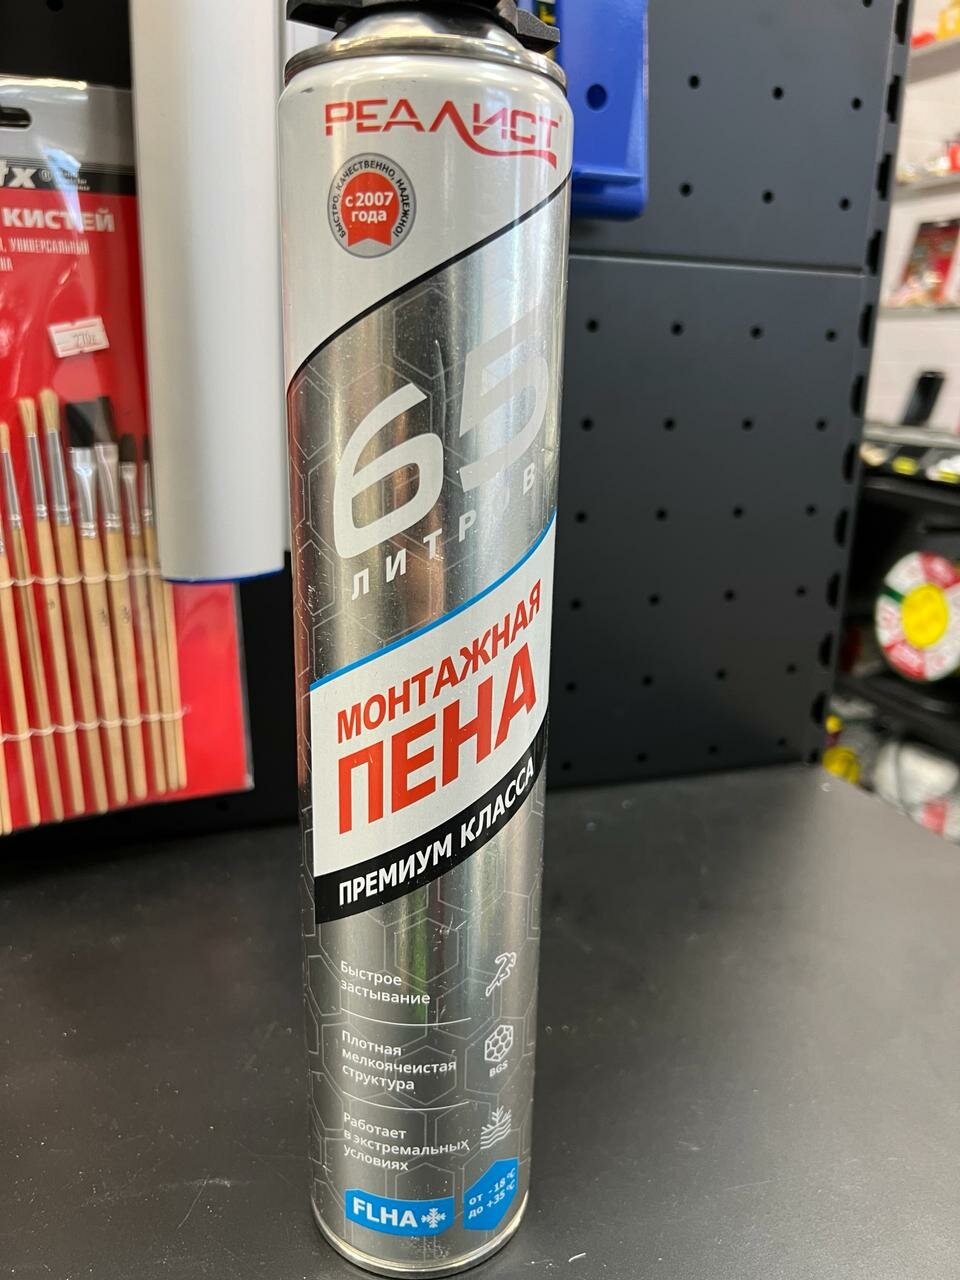 РЕАЛИСТ
БЫСТРО, КАЧЕСТВЕННО, НАДЕЖНО!
с 2007
года
65
ЛИТРОВ
МОНТАЖНАЯ
ПЕНА
ПРЕМИУМ КЛАССА
Быстрое
застывание
Плотная
мелкоячеистая
структура
BGS
Работает
в экстремальных
условиях
FLHA
от -18 °C
до +35 °C
КИСТЕЙ
УНИВЕРСАЛЬНЫЙ